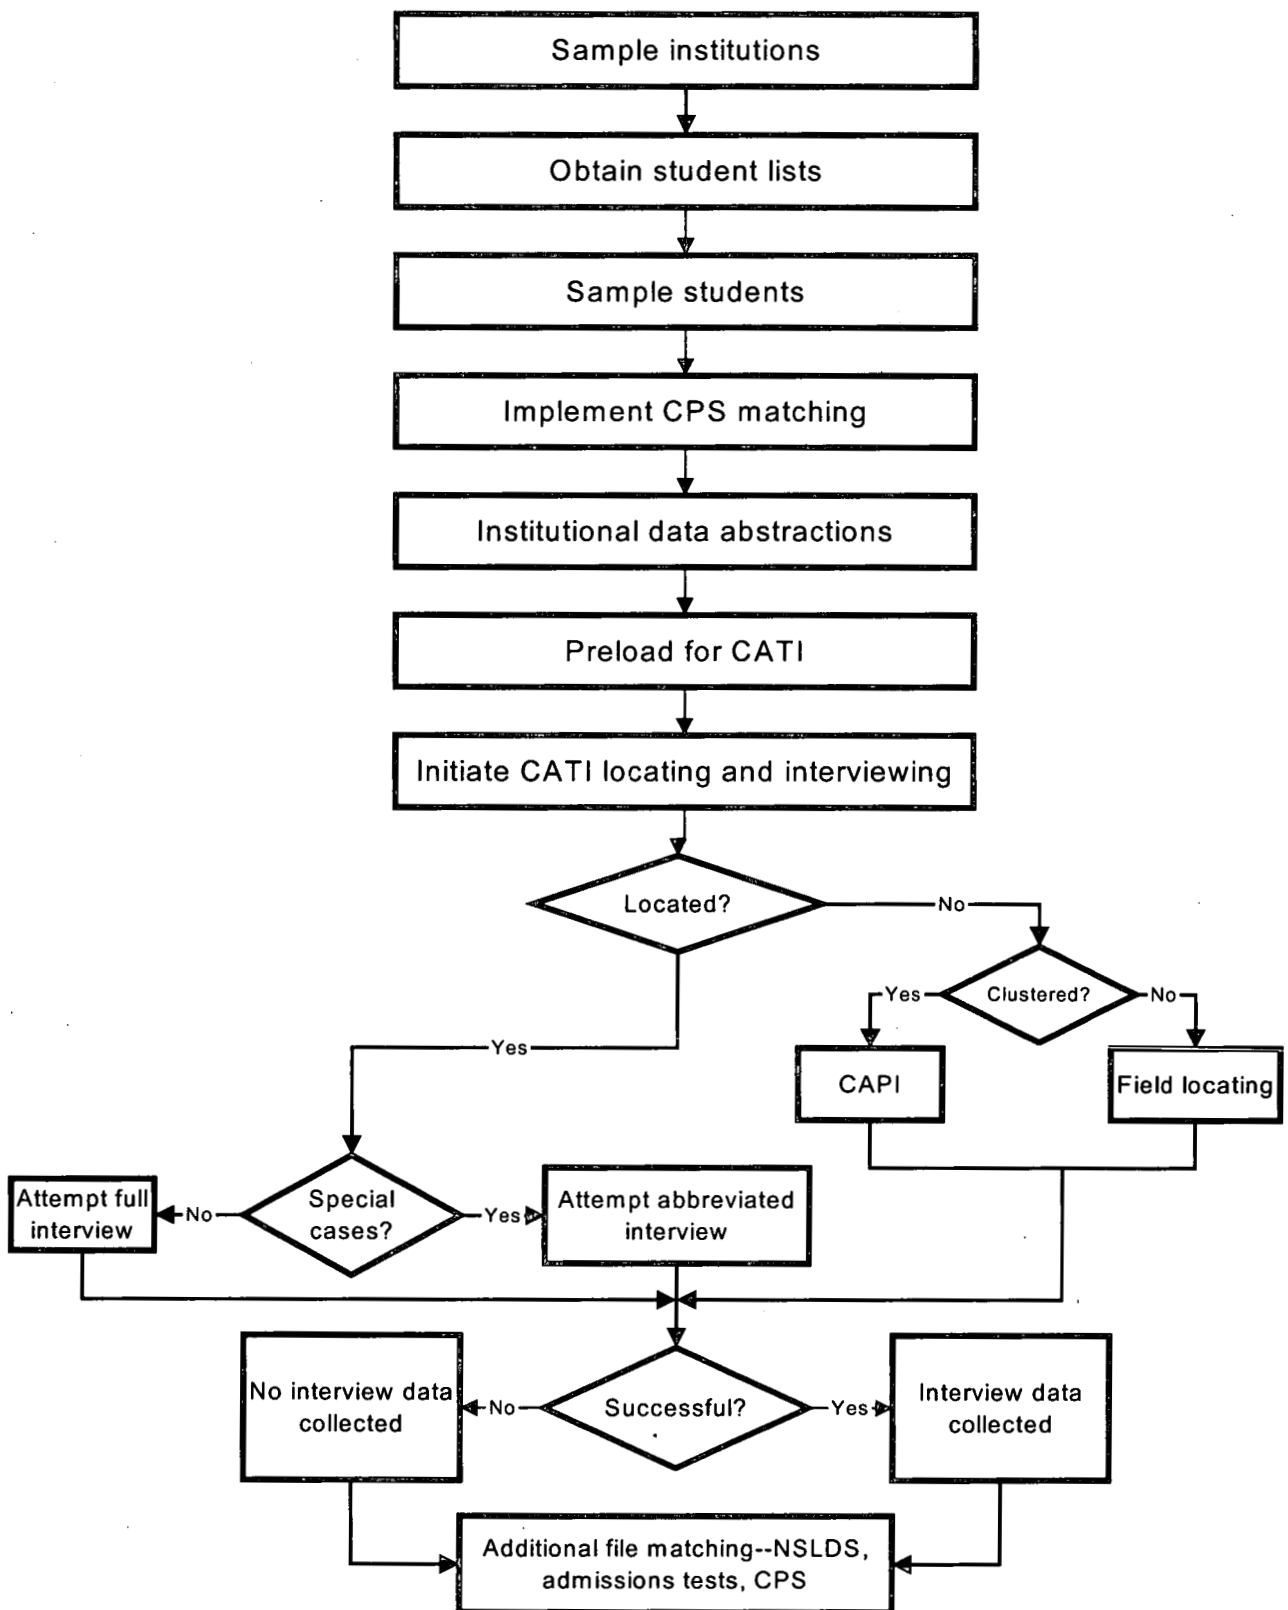 Sample institutions
Obtain student lists
Sample students
Implement CPS matching
Institutional data abstractions
Preload for CATI
Initiate CATI locating and interviewing
Located?
No
Yes
Clustered?
No
Yes
CAPI
Field locating
Attempt full
interview
No
Special
cases?
Yes
Attempt abbreviated
interview
No interview data
collected
No
Successful?
Yes
Interview data
collected
Additional file matching--NSLDS,
admissions tests, CPS